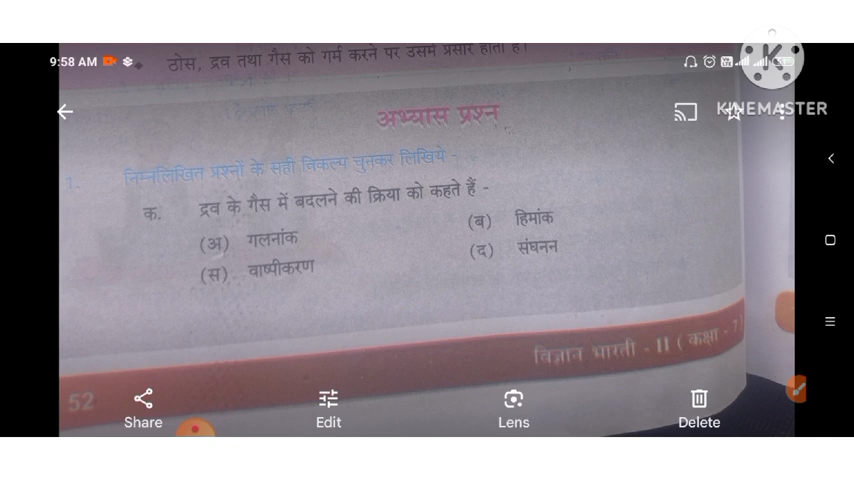 9:58 AM
ठोस, द्रव तथा गैस को गर्म करने पर उसमें प्रसार होता है।
KINEMASTER
अभ्यास प्रश्न
1. निम्नलिखित प्रश्नों के सही विकल्प चुनकर लिखिये -
क. द्रव के गैस में बदलने की क्रिया को कहते हैं -
(अ) गलनांक (ब) हिमांक
(स) वाष्पीकरण (द) संघनन
विज्ञान भारती - II ( कक्षा - 7 )
52
Share Edit Lens Delete